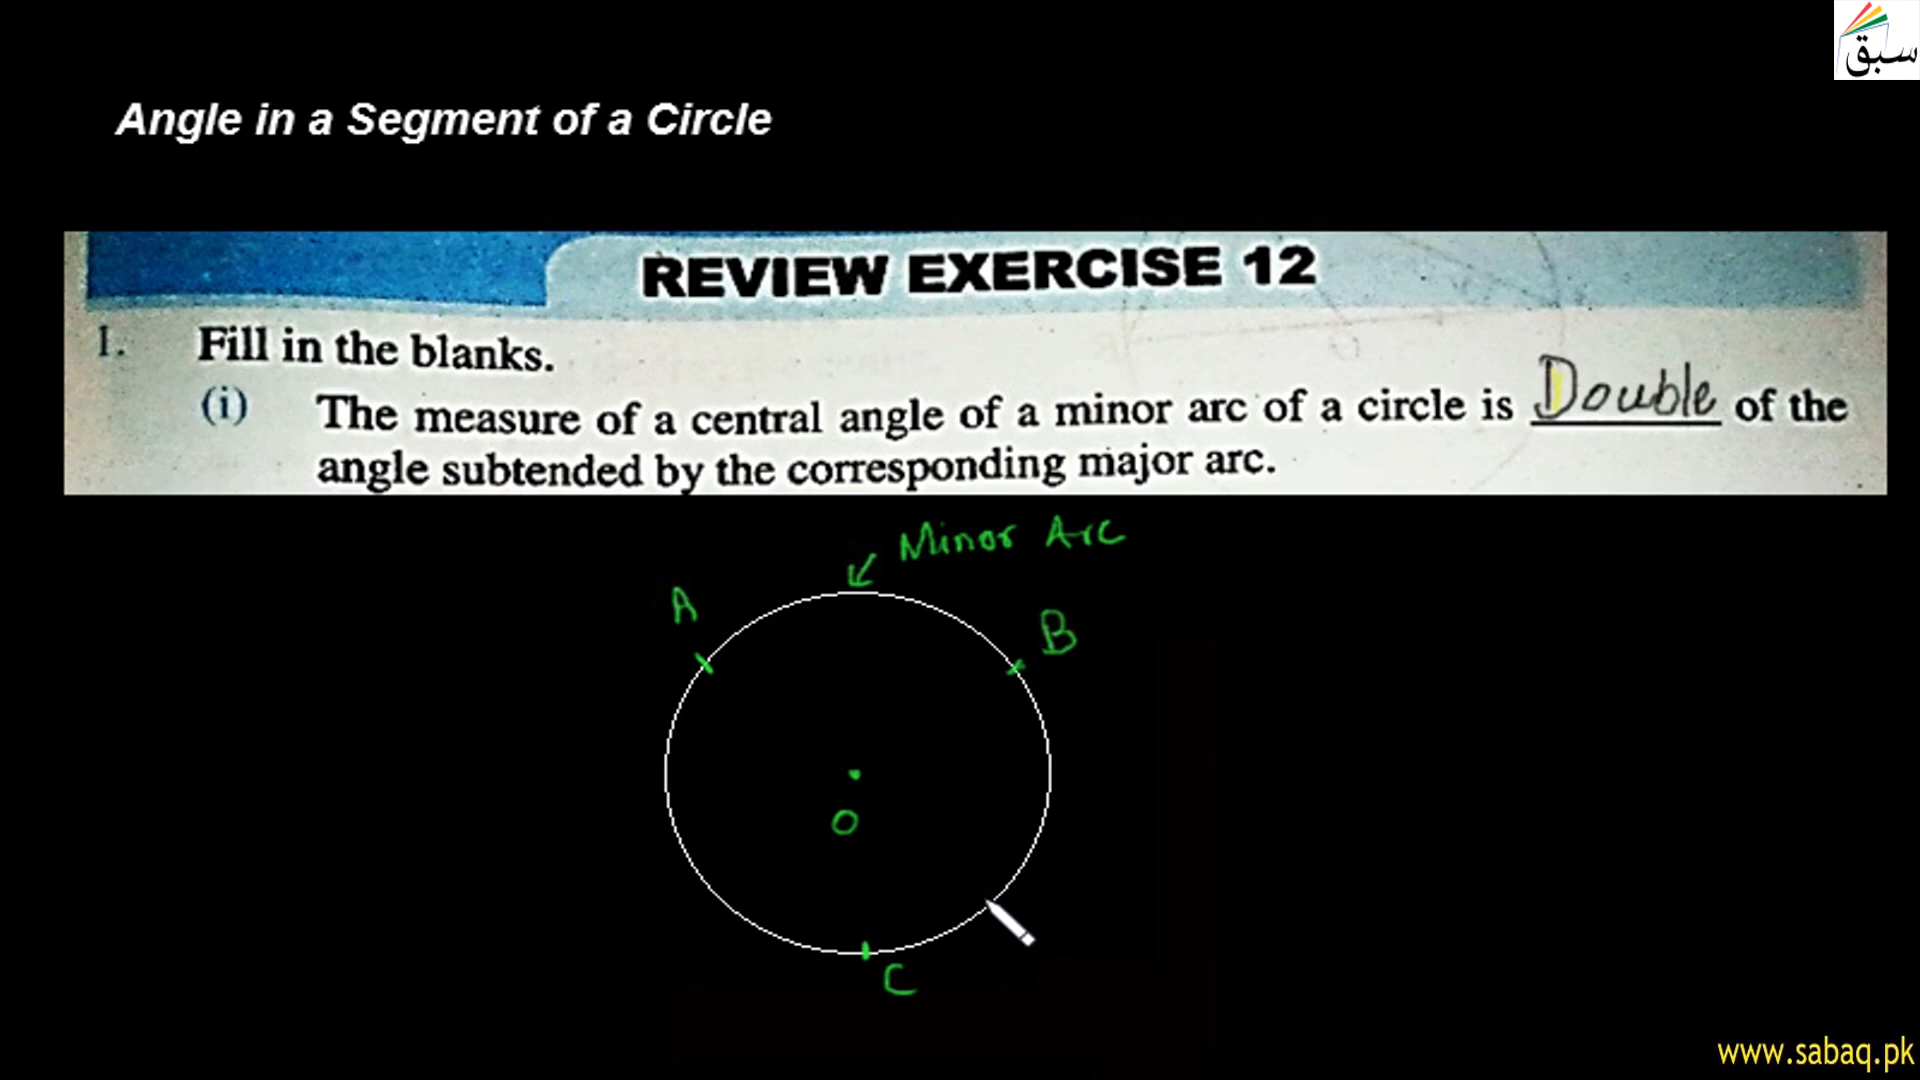 سبق
Angle in a Segment of a Circle
REVIEW EXERCISE 12
1. Fill in the blanks.
(i) The measure of a central angle of a minor arc of a circle is Double of the
angle subtended by the corresponding major arc.
Minor Arc
A
B
O
C
www.sabaq.pk